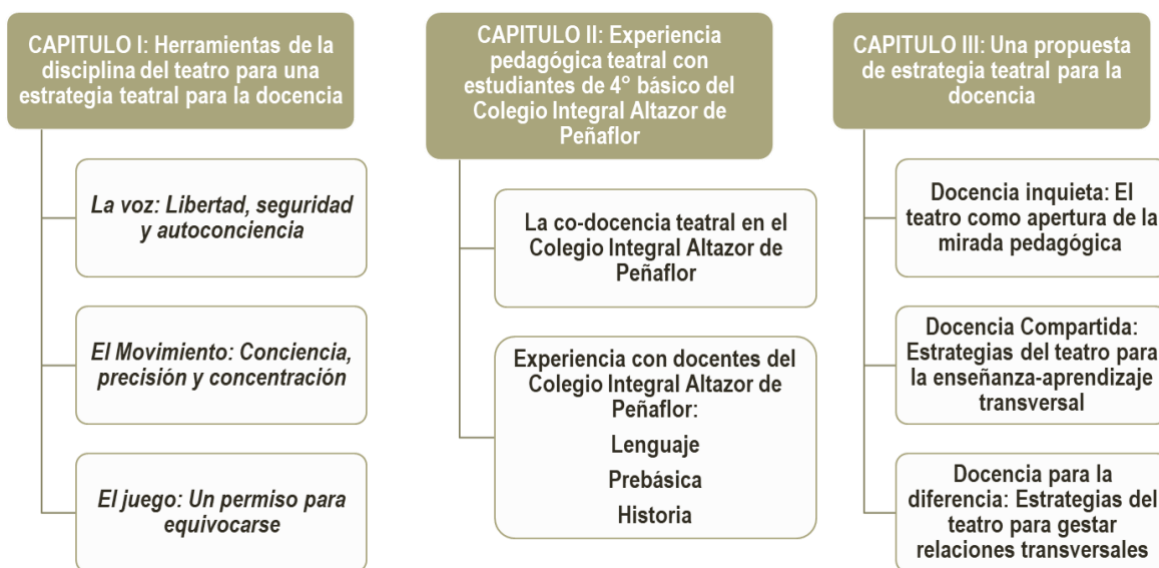 CAPITULO I: Herramientas de la
disciplina del teatro para una
estrategia teatral para la docencia
La voz: Libertad, seguridad
y autoconciencia
El Movimiento: Conciencia,
precisión y concentración
El juego: Un permiso para
equivocarse
CAPITULO II: Experiencia
pedagógica teatral con
estudiantes de 4° básico del
Colegio Integral Altazor de
Peñaflor
La co-docencia teatral en el
Colegio Integral Altazor de
Peñaflor
Experiencia con docentes del
Colegio Integral Altazor de
Peñaflor:
Lenguaje
Prebásica
Historia
CAPITULO III: Una propuesta
de estrategia teatral para la
docencia
Docencia inquieta: El
teatro como apertura de la
mirada pedagógica
Docencia Compartida:
Estrategias del teatro para
la enseñanza-aprendizaje
transversal
Docencia para la
diferencia: Estrategias del
teatro para gestar
relaciones transversales